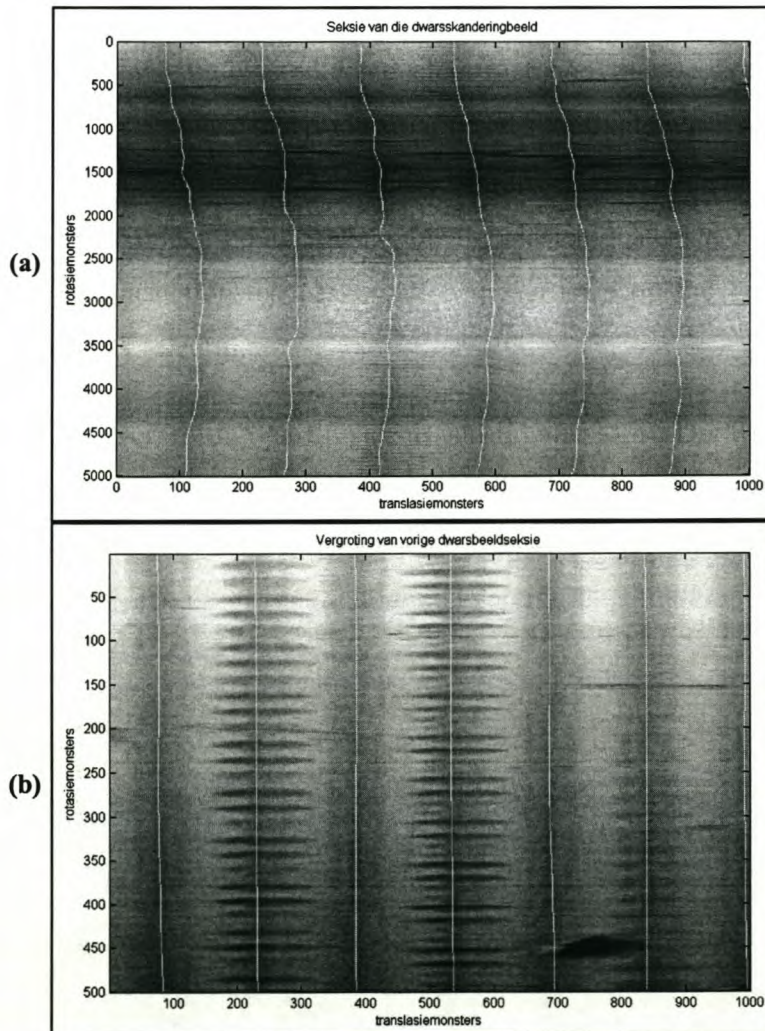 Seksie van die dwarsskanderingbeeld
0
500
1000
1500
2000
2500
3000
3500
4000
4500
5000
rotasiemonsters
(a)
0 100 200 300 400 500 600 700 800 900 1000
translasiemonsters
Vergroting van vorige dwarsbeeldseksie
50
100
150
200
250
300
350
400
450
500
rotasiemonsters
(b)
100 200 300 400 500 600 700 800 900 1000
translasiemonsters